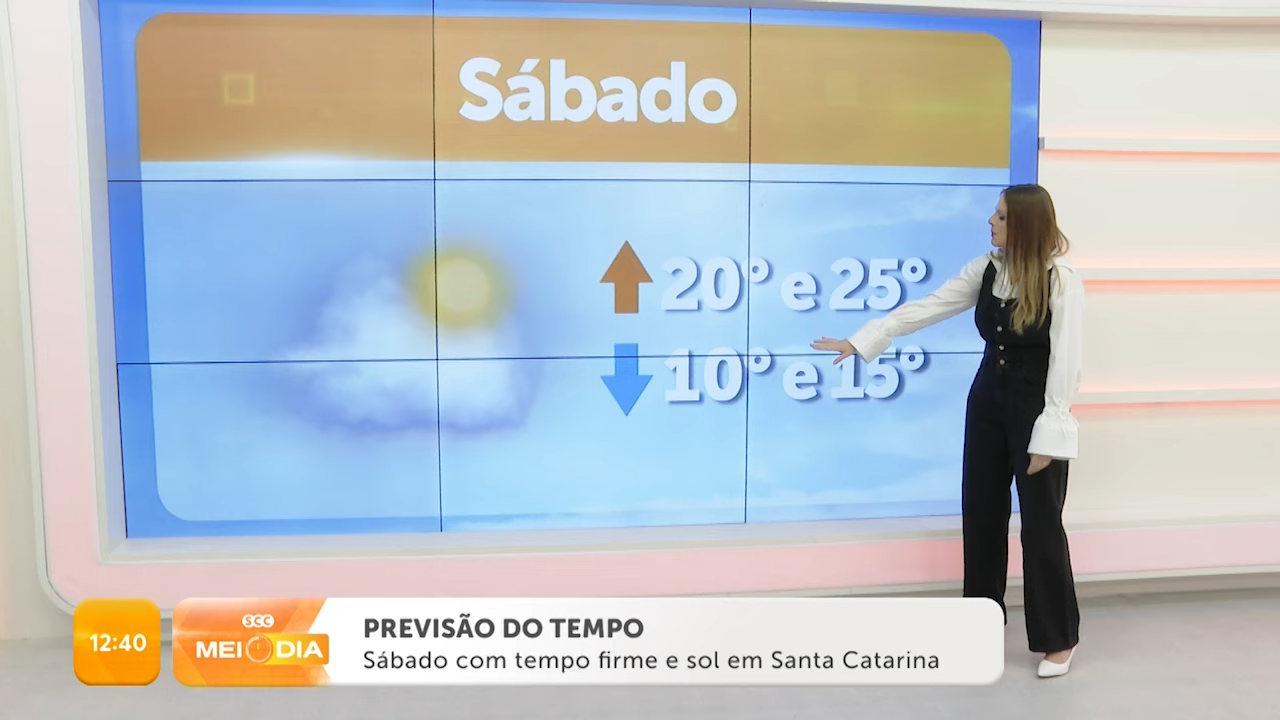 Sábado
20° e 25°
10° e 15°
12:40
SCC
MEIO DIA
PREVISÃO DO TEMPO
Sábado com tempo firme e sol em Santa Catarina